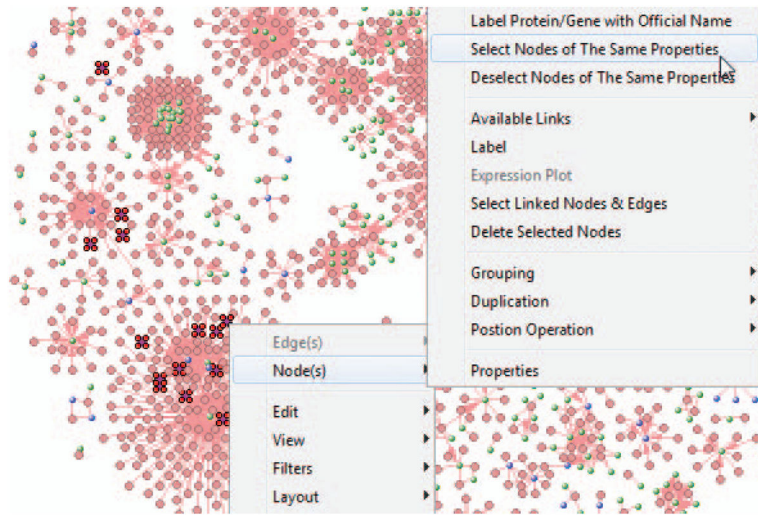 Label Protein/Gene with Official Name
Select Nodes of The Same Properties
Deselect Nodes of The Same Properties
Available Links
Label
Expression Plot
Select Linked Nodes & Edges
Delete Selected Nodes
Grouping
Duplication
Postion Operation
Properties
Edge(s)
Node(s)
Edit
View
Filters
Layout